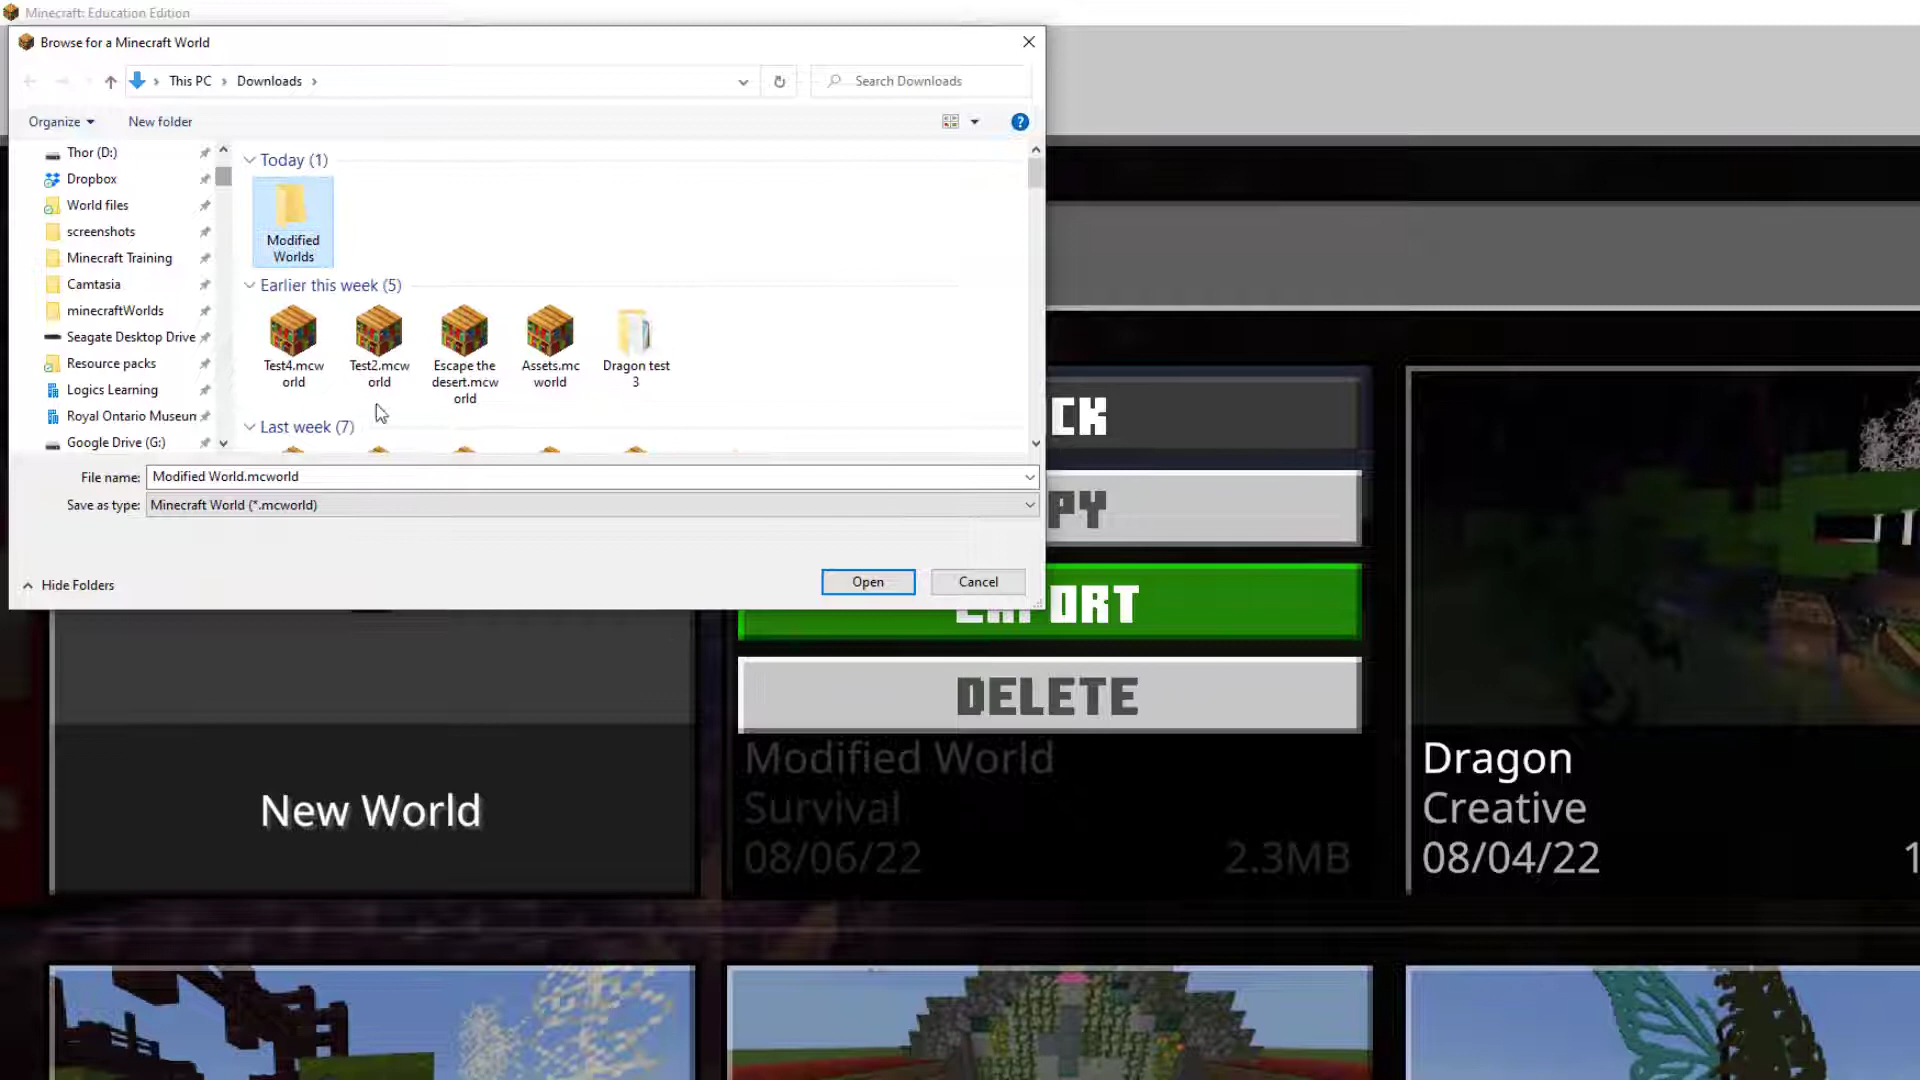 Minecraft: Education Edition
Browse for a Minecraft World
This PC
Downloads
Search Downloads
Organize
New folder
Thor (D:)
Dropbox
World files
screenshots
Minecraft Training
Camtasia
minecraftWorlds
Seagate Desktop Drive
Resource packs
Logics Learning
Royal Ontario Museum
Google Drive (G:)
Today (1)
Modified
Worlds
Earlier this week (5)
Test4.mcw
orld
Test2.mcw
orld
Escape the
desert.mcw
orld
Assets.mc
world
Dragon test
3
Last week (7)
File name:
Modified World.mcworld
Save as type:
Minecraft World (*.mcworld)
Hide Folders
Open
Cancel
CK
PY
EXPORT
DELETE
New World
Modified World
Survival
08/06/22
2.3MB
Dragon
Creative
08/04/22
1